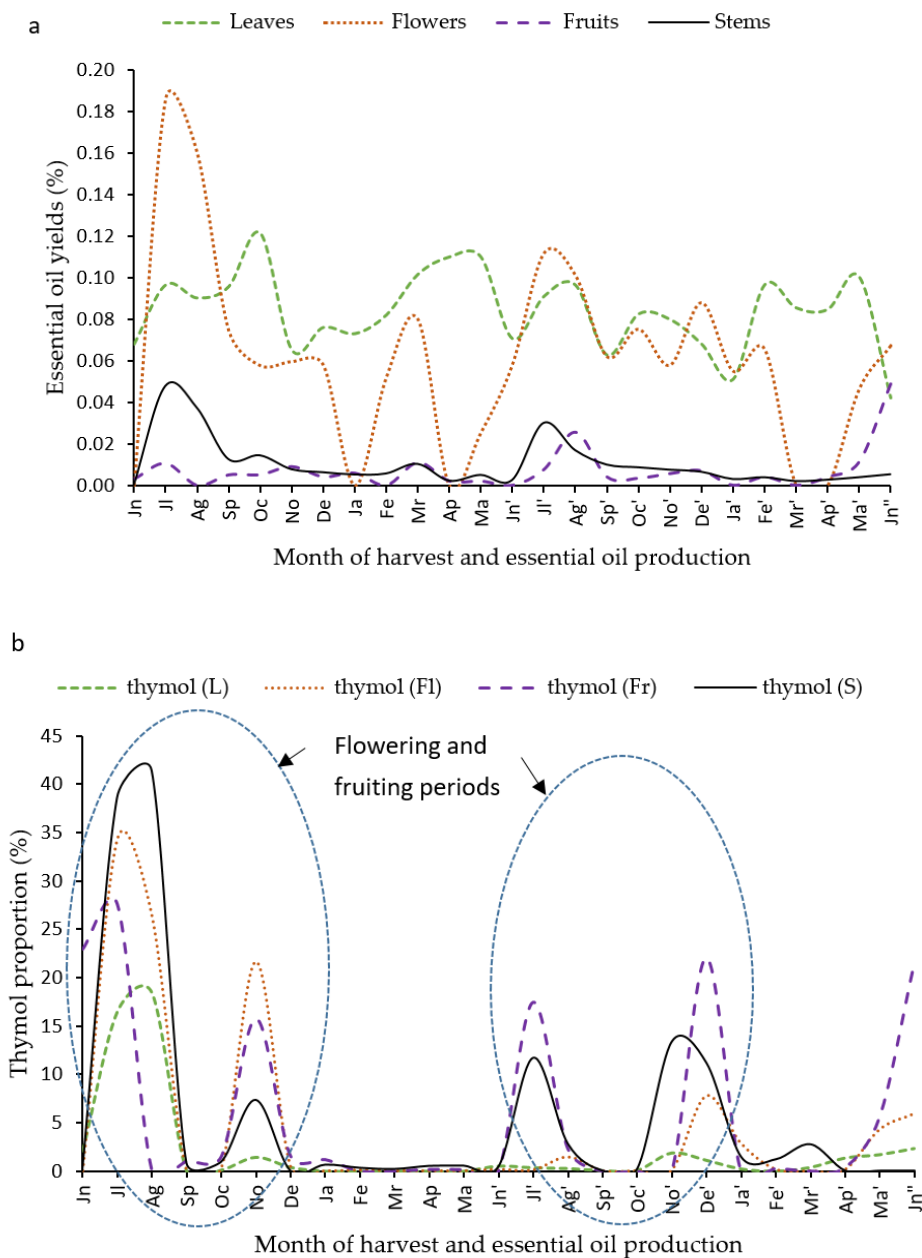 a
Leaves Flowers Fruits Stems
0.20
0.18
0.16
0.14
0.12
0.10
0.08
0.06
0.04
0.02
0.00
Essential oil yields (%)
Jn Jl Ag Sp Oc No De Ja Fe Mr Ap Ma Jn' Jl' Ag' Sp' Oc' No' De' Ja' Fe' Mr' Ap Ma' Jn"
Month of harvest and essential oil production
b
thymol (L) thymol (Fl) thymol (Fr) thymol (S)
Flowering and
fruiting periods
45
40
35
30
25
20
15
10
5
0
Thymol proportion (%)
Jn Jl Ag Sp Oc No De Ja Fe Mr Ap Ma Jn' Jl' Ag' Sp' Oc' No' De' Ja' Fe' Mr' Ap' Ma' Jn"
Month of harvest and essential oil production